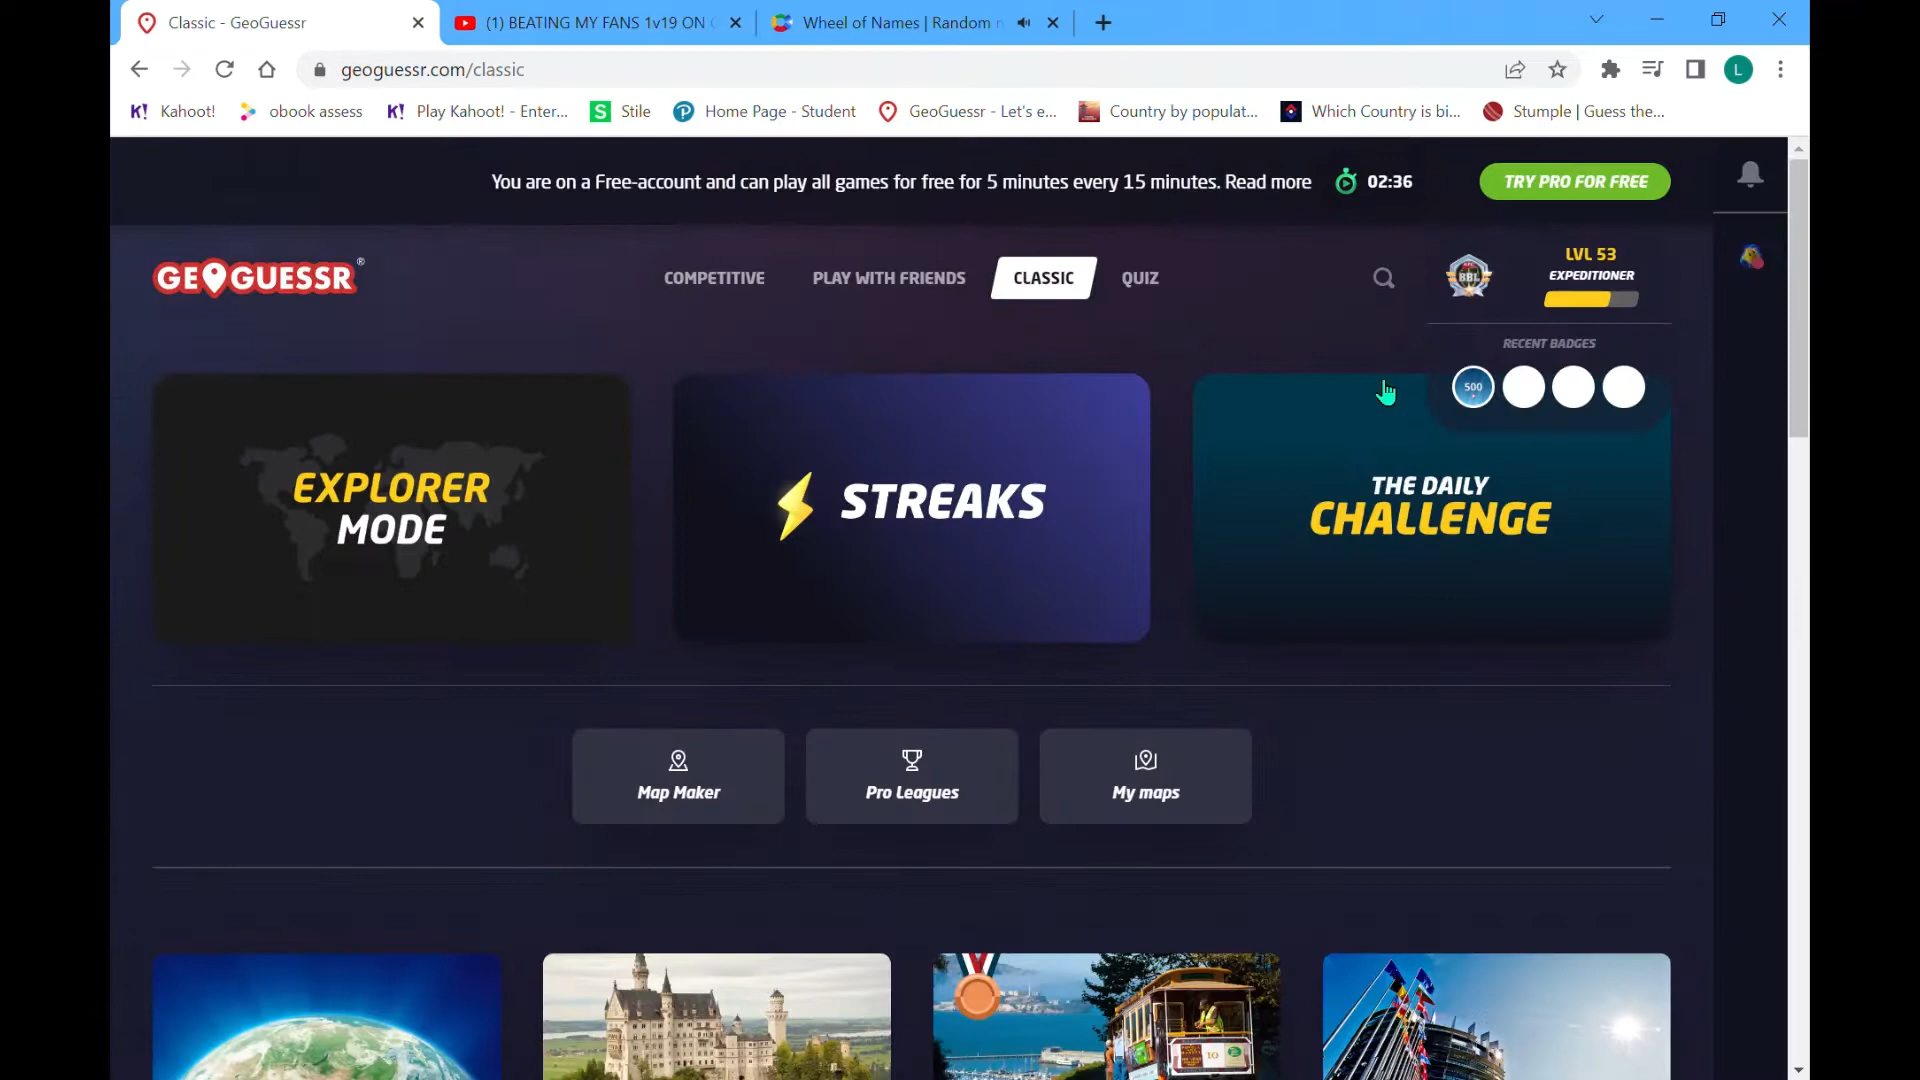 Classic - GeoGuessr
(1) BEATING MY FANS 1v19 ON
Wheel of Names | Random
geoguessr.com/classic
L
K! Kahoot!
obook assess
K! Play Kahoot! - Enter...
S Stile
Home Page - Student
GeoGuessr - Let's e...
Country by populat...
Which Country is bi...
Stumple | Guess the...
You are on a Free-account and can play all games for free for 5 minutes every 15 minutes. Read more
02:36
TRY PRO FOR FREE
GEOGUESSR®
COMPETITIVE
PLAY WITH FRIENDS
CLASSIC
QUIZ
BBL
LVL 53
EXPEDITIONER
RECENT BADGES
500
EXPLORER
MODE
STREAKS
THE DAILY
CHALLENGE
Map Maker
Pro Leagues
My maps
10